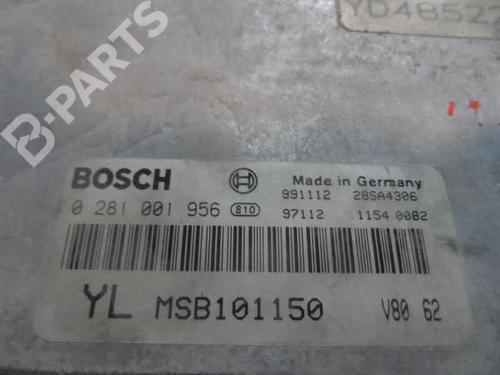 YD48522
B-PARTS
BOSCH
Made in Germany
991112 28SA4306
0 281 001 956 810
97112 1154 0082
YL MSB101150 V80 62